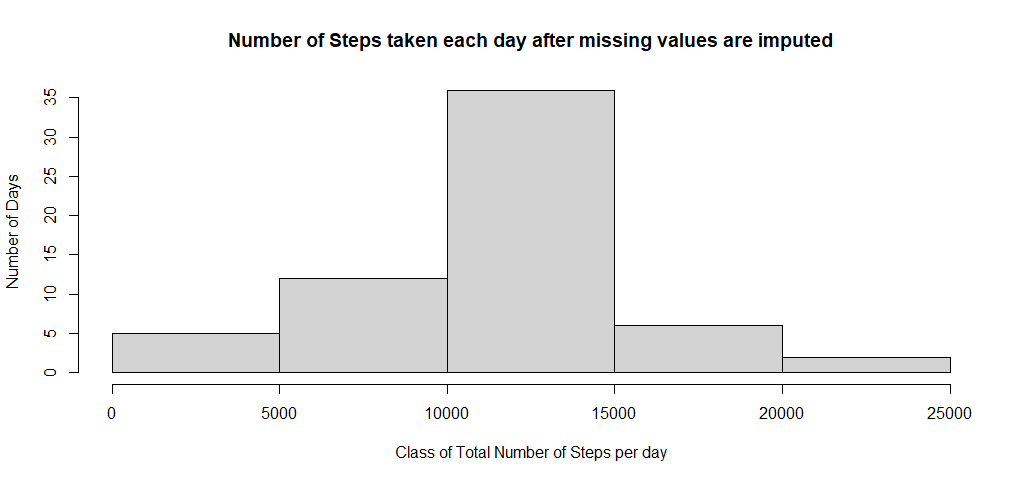 Number of Steps taken each day after missing values are imputed
Number of Days
35
30
25
20
15
10
5
0
0 5000 10000 15000 20000 25000
Class of Total Number of Steps per day